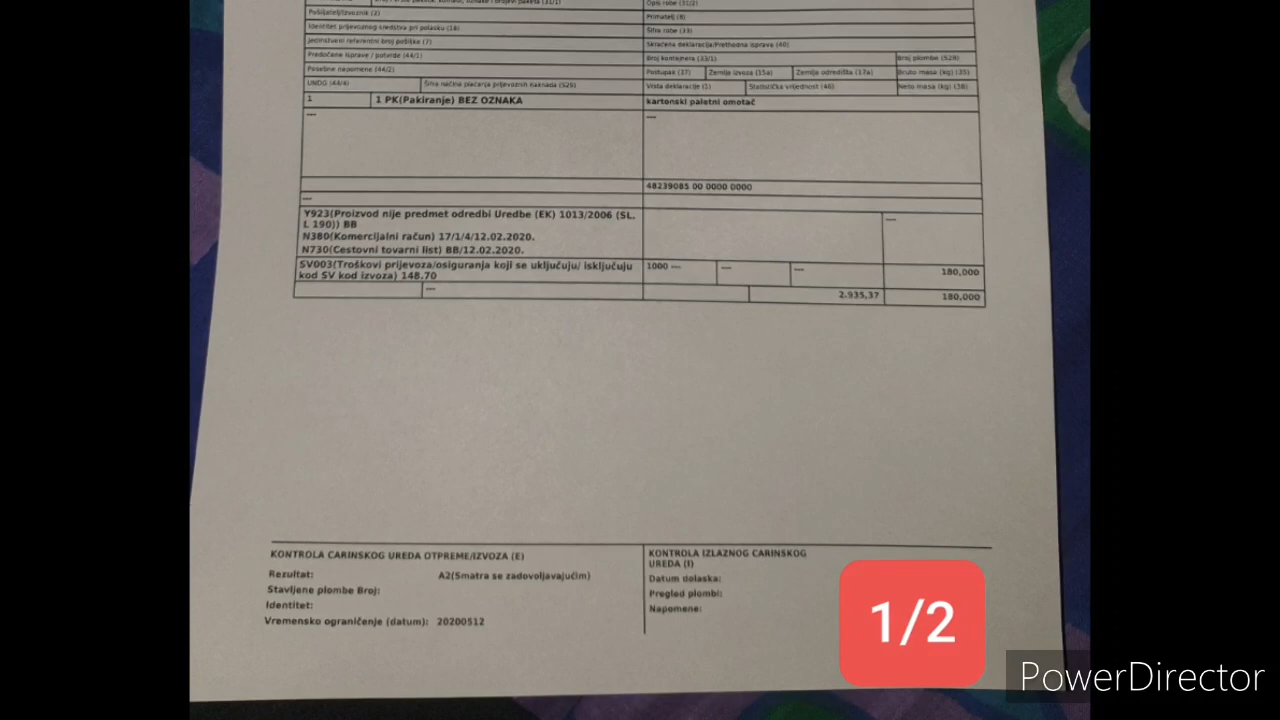 Opis robe (31/2)
Pošiljatelj/Izvoznik (2)
Primatelj (8)
Identitet prijevoznog sredstva pri polasku (18)
Šifra robe (33)
Jedinstveni referentni broj pošiljke (7)
Skraćena deklaracija/Prethodna isprava (40)
Predočene isprave / potvrde (44/1)
Broj kontejnera (33/1)
Broj plombe (S28)
Posebne napomene (44/2)
Postupak (37)
Zemlja izvoza (15a)
Zemlja odredišta (17a)
Bruto masa (kg) (35)
UNDG (44/4)
Šifra načina plaćanja prijevoznih naknada (S29)
Vrsta deklaracije (1)
Statistička vrijednost (46)
Neto masa (kg) (38)
1
1 PK(Pakiranje) BEZ OZNAKA
kartonski paletni omotač
---
---
48239085 00 0000 0000
---
Y923(Proizvod nije predmet odredbi Uredbe (EK) 1013/2006 (SL.
L 190)) BB
N380(Komercijalni račun) 17/1/4/12.02.2020.
N730(Cestovni tovarni list) BB/12.02.2020.
---
SV003(Troškovi prijevoza/osiguranja koji se uključuju/ isključuju
kod SV kod izvoza) 148.70
1000 ---
---
---
180,000
---
2.935,37
180,000
KONTROLA CARINSKOG UREDA OTPREME/IZVOZA (E)
Rezultat: A2(Smatra se zadovoljavajućim)
Stavljene plombe Broj:
Identitet:
Vremensko ograničenje (datum): 20200512
KONTROLA IZLAZNOG CARINSKOG
UREDA (I)
Datum dolaska:
Pregled plombi:
Napomene:
1/2
PowerDirector